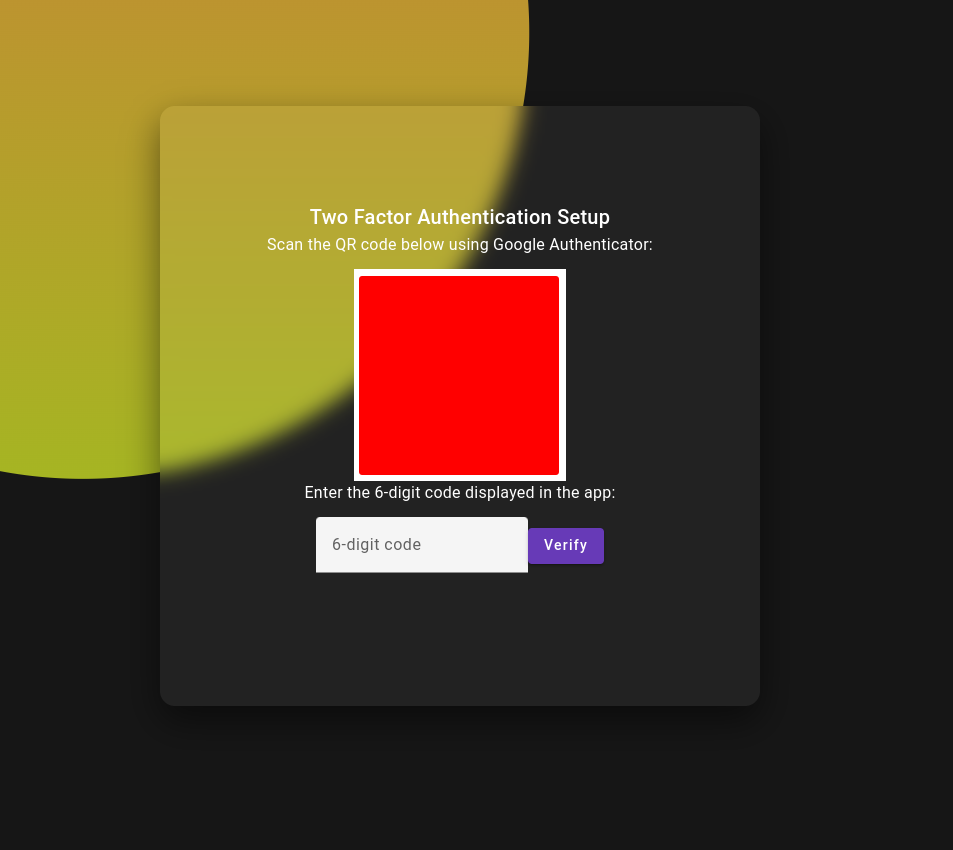 Two Factor Authentication Setup
Scan the QR code below using Google Authenticator:
Enter the 6-digit code displayed in the app:
6-digit code
Verify